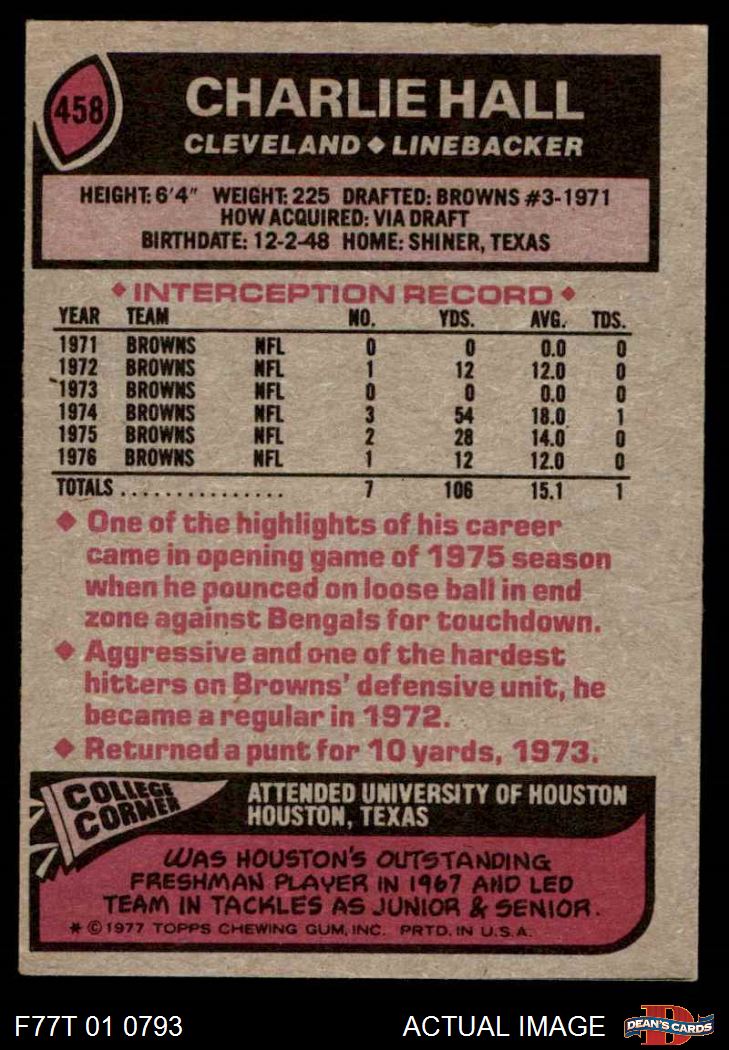 458
CHARLIE HALL
CLEVELAND ◆ LINEBACKER
HEIGHT: 6'4" WEIGHT: 225 DRAFTED: BROWNS #3-1971
HOW ACQUIRED: VIA DRAFT
BIRTHDATE: 12-2-48 HOME: SHINER, TEXAS
◆ INTERCEPTION RECORD ◆
YEAR TEAM NO. YDS. AVG. TDS.
1971 BROWNS NFL 0 0 0.0 0
1972 BROWNS NFL 1 12 12.0 0
1973 BROWNS NFL 0 0 0.0 0
1974 BROWNS NFL 3 54 18.0 1
1975 BROWNS NFL 2 28 14.0 0
1976 BROWNS NFL 1 12 12.0 0
TOTALS ................ 7 106 15.1 1
◆ One of the highlights of his career
came in opening game of 1975 season
when he pounced on loose ball in end
zone against Bengals for touchdown.
◆ Aggressive and one of the hardest
hitters on Browns' defensive unit, he
became a regular in 1972.
◆ Returned a punt for 10 yards, 1973.
COLLEGE
CORNER
ATTENDED UNIVERSITY OF HOUSTON
HOUSTON, TEXAS
WAS HOUSTON'S OUTSTANDING
FRESHMAN PLAYER IN 1967 AND LED
TEAM IN TACKLES AS JUNIOR & SENIOR.
* © 1977 TOPPS CHEWING GUM, INC. PRTD. IN U.S.A.
F77T 01 0793 ACTUAL IMAGE
D
DEAN'S CARDS